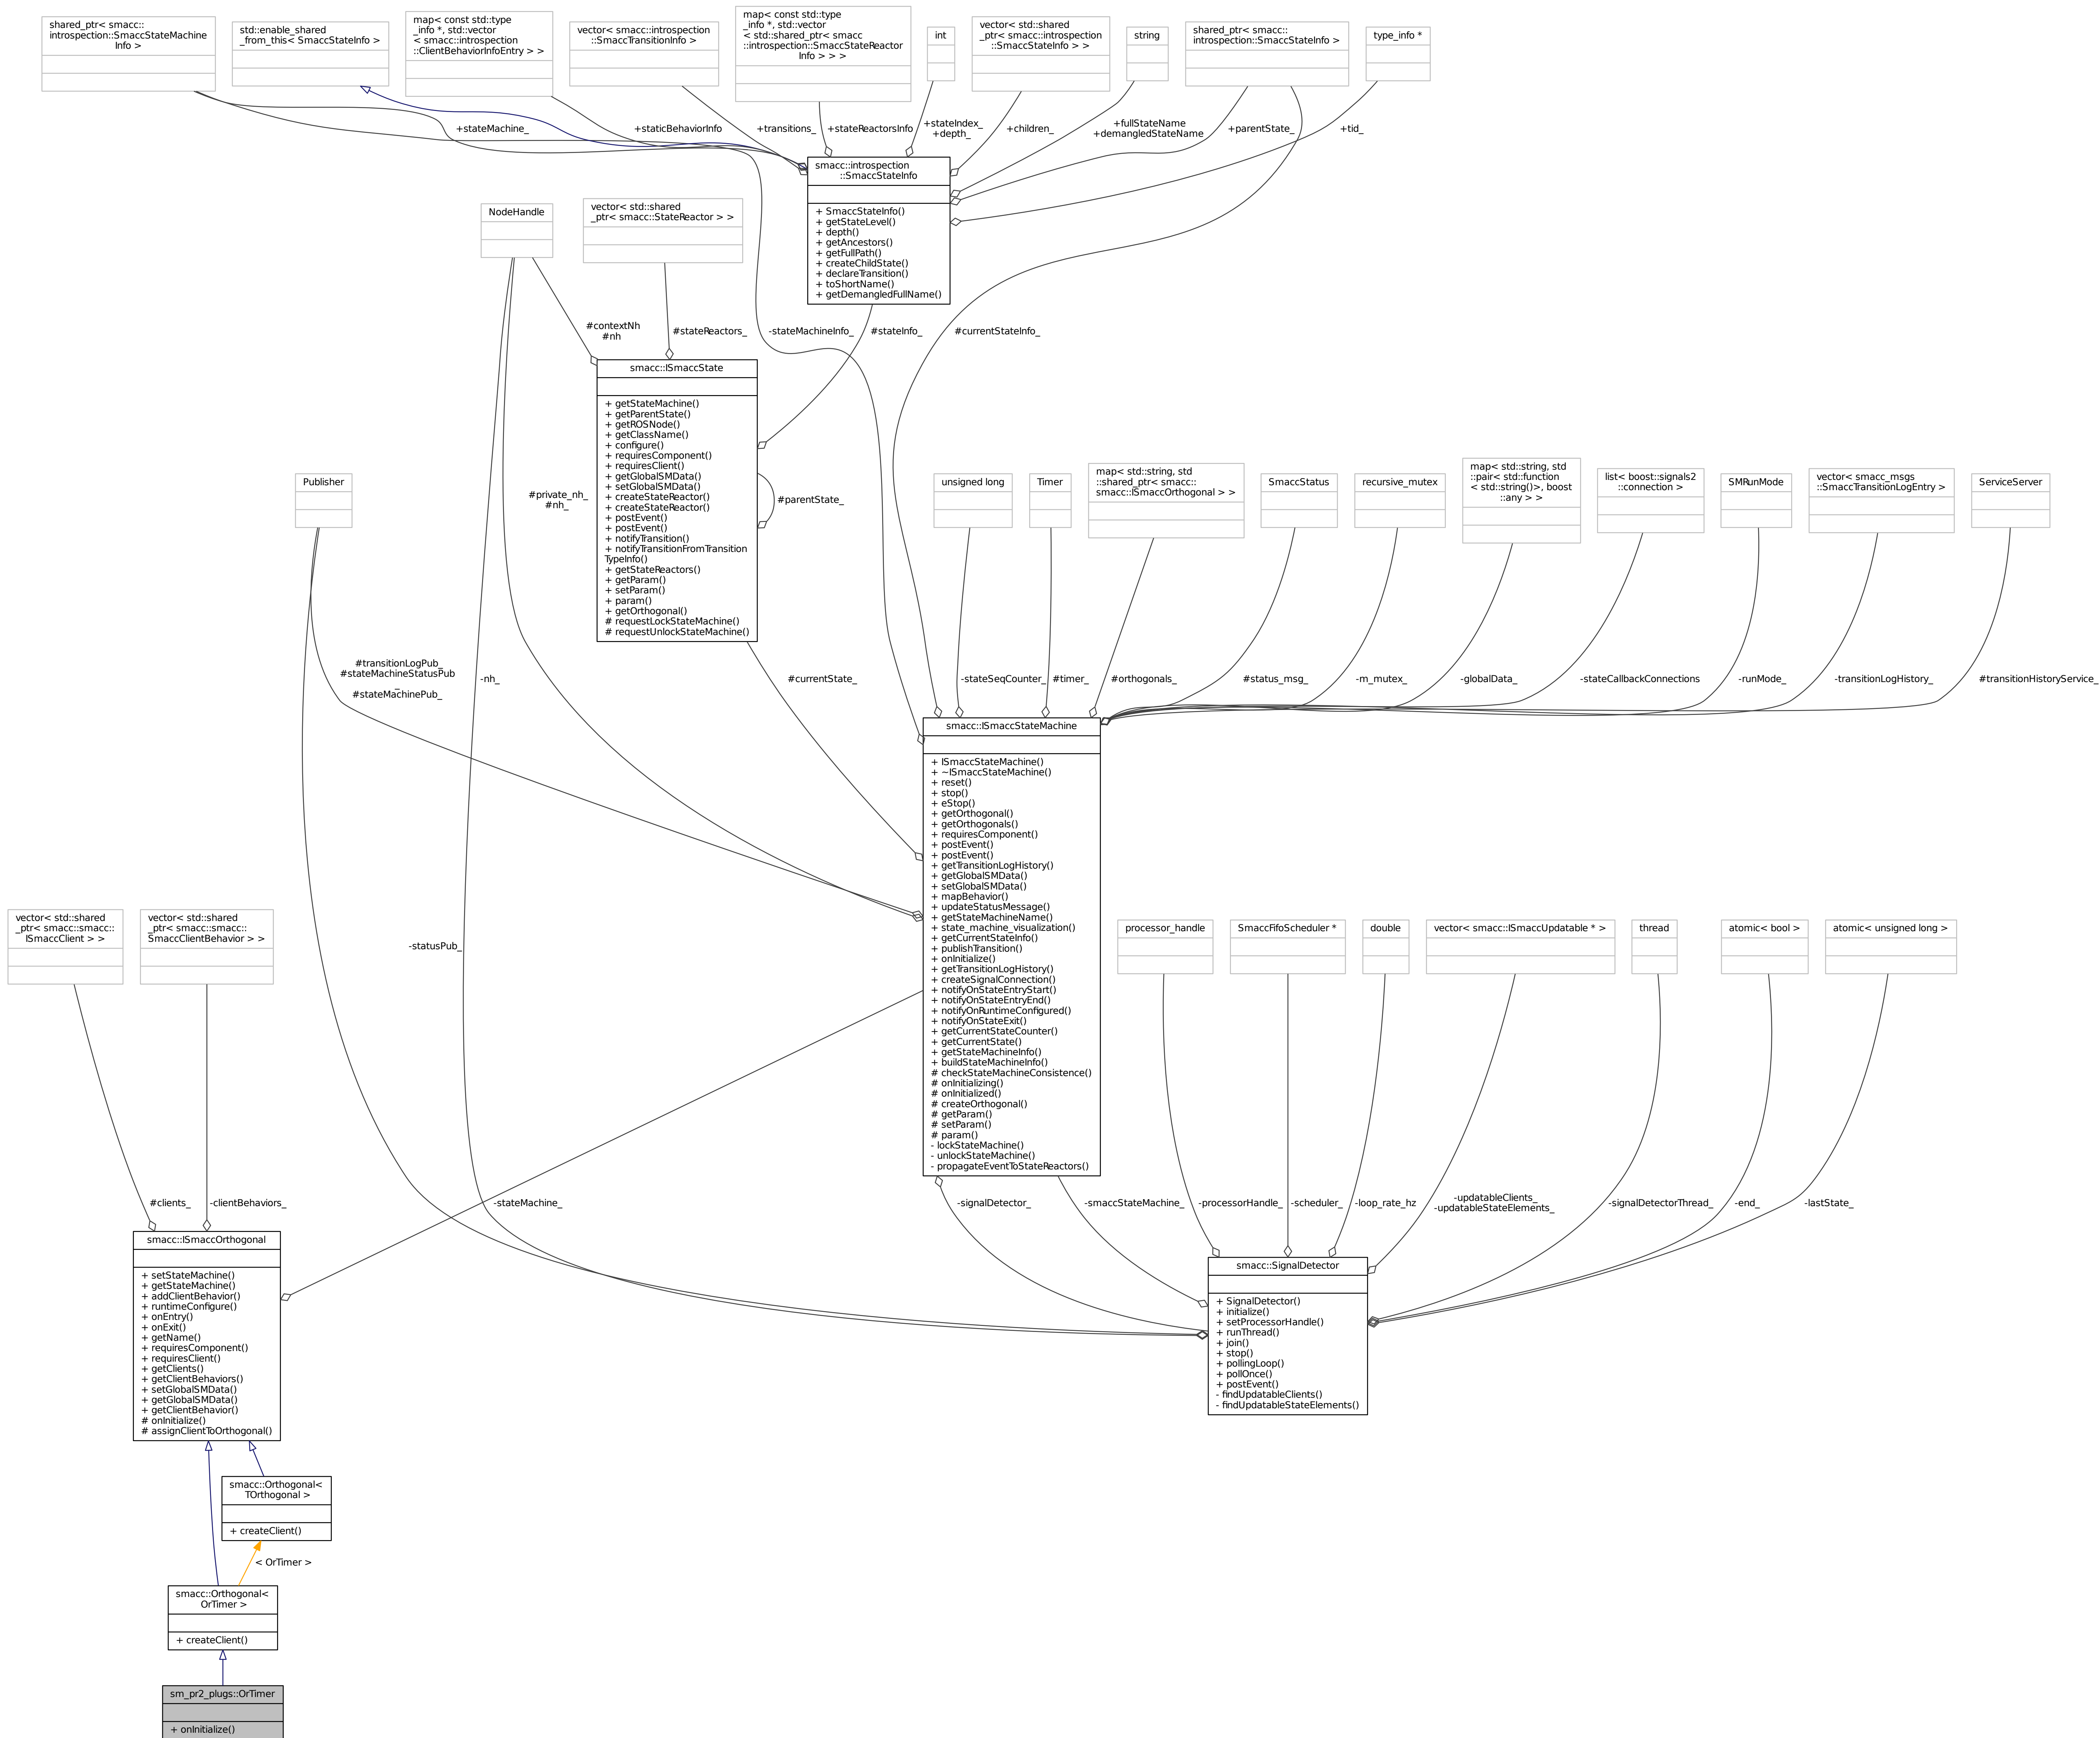 shared_ptr< smacc::
introspection::SmaccStateMachine
Info >
std::enable_shared
_from_this< SmaccStateInfo >
map< const std::type
_info *, std::vector
< smacc::introspection
::ClientBehaviorInfoEntry > >
vector< smacc::introspection
::SmaccTransitionInfo >
map< const std::type
_info *, std::vector
< std::shared_ptr< smacc
::introspection::SmaccStateReactor
Info > > >
int
vector< std::shared
_ptr< smacc::introspection
::SmaccStateInfo > >
string
shared_ptr< smacc::
introspection::SmaccStateInfo >
type_info *
+stateMachine_
+staticBehaviorInfo
+transitions_
+stateReactorsInfo
+stateIndex_
+depth_
+children_
+fullStateName
+demangledStateName
+parentState_
+tid_
smacc::introspection
::SmaccStateInfo
+ SmaccStateInfo()
+ getStateLevel()
+ depth()
+ getAncestors()
+ getFullPath()
+ createChildState()
+ declareTransition()
+ toShortName()
+ getDemangledFullName()
NodeHandle
vector< std::shared
_ptr< smacc::StateReactor > >
#contextNh
#nh
#stateReactors_
-stateMachineInfo_
#stateInfo_
#currentStateInfo_
smacc::ISmaccState
+ getStateMachine()
+ getParentState()
+ getROSNode()
+ getClassName()
+ configure()
+ requiresComponent()
+ requiresClient()
+ getGlobalSMData()
+ setGlobalSMData()
+ createStateReactor()
+ createStateReactor()
+ postEvent()
+ postEvent()
+ notifyTransition()
+ notifyTransitionFromTransition
TypeInfo()
+ getStateReactors()
+ getParam()
+ setParam()
+ param()
+ getOrthogonal()
# requestLockStateMachine()
# requestUnlockStateMachine()
#parentState_
#private_nh_
#nh_
Publisher
unsigned long
Timer
map< std::string, std
::shared_ptr< smacc::
smacc::ISmaccOrthogonal > >
SmaccStatus
recursive_mutex
map< std::string, std
::pair< std::function
< std::string()>, boost
::any > >
list< boost::signals2
::connection >
SMRunMode
vector< smacc_msgs
::SmaccTransitionLogEntry >
ServiceServer
#transitionLogPub_
#stateMachineStatusPub
_
#stateMachinePub_
-nh_
#currentState_
-stateSeqCounter_
#timer_
#orthogonals_
#status_msg_
-m_mutex_
-globalData_
-stateCallbackConnections
-runMode_
-transitionLogHistory_
#transitionHistoryService_
smacc::ISmaccStateMachine
+ ISmaccStateMachine()
+ ~ISmaccStateMachine()
+ reset()
+ stop()
+ eStop()
+ getOrthogonal()
+ getOrthogonals()
+ requiresComponent()
+ postEvent()
+ postEvent()
+ getTransitionLogHistory()
+ getGlobalSMData()
+ setGlobalSMData()
+ mapBehavior()
+ updateStatusMessage()
+ getStateMachineName()
+ state_machine_visualization()
+ getCurrentStateInfo()
+ publishTransition()
+ onInitialize()
+ getTransitionLogHistory()
+ createSignalConnection()
+ notifyOnStateEntryStart()
+ notifyOnStateEntryEnd()
+ notifyOnRuntimeConfigured()
+ notifyOnStateExit()
+ getCurrentStateCounter()
+ getCurrentState()
+ getStateMachineInfo()
+ buildStateMachineInfo()
# checkStateMachineConsistence()
# onInitializing()
# onInitialized()
# createOrthogonal()
# getParam()
# setParam()
# param()
- lockStateMachine()
- unlockStateMachine()
- propagateEventToStateReactors()
vector< std::shared
_ptr< smacc::smacc::
ISmaccClient > >
vector< std::shared
_ptr< smacc::smacc::
SmaccClientBehavior > >
-statusPub_
processor_handle
SmaccFifoScheduler *
double
vector< smacc::ISmaccUpdatable * >
thread
atomic< bool >
atomic< unsigned long >
#clients_
-clientBehaviors_
-stateMachine_
-signalDetector_
-smaccStateMachine_
-processorHandle_
-scheduler_
-loop_rate_hz
-updatableClients_
-updatableStateElements_
-signalDetectorThread_
-end_
-lastState_
smacc::ISmaccOrthogonal
+ setStateMachine()
+ getStateMachine()
+ addClientBehavior()
+ runtimeConfigure()
+ onEntry()
+ onExit()
+ getName()
+ requiresComponent()
+ requiresClient()
+ getClients()
+ getClientBehaviors()
+ setGlobalSMData()
+ getGlobalSMData()
+ getClientBehavior()
# onInitialize()
# assignClientToOrthogonal()
smacc::SignalDetector
+ SignalDetector()
+ initialize()
+ setProcessorHandle()
+ runThread()
+ join()
+ stop()
+ pollingLoop()
+ pollOnce()
+ postEvent()
- findUpdatableClients()
- findUpdatableStateElements()
smacc::Orthogonal<
TOrthogonal >
+ createClient()
< OrTimer >
smacc::Orthogonal<
OrTimer >
+ createClient()
sm_pr2_plugs::OrTimer
+ onInitialize()